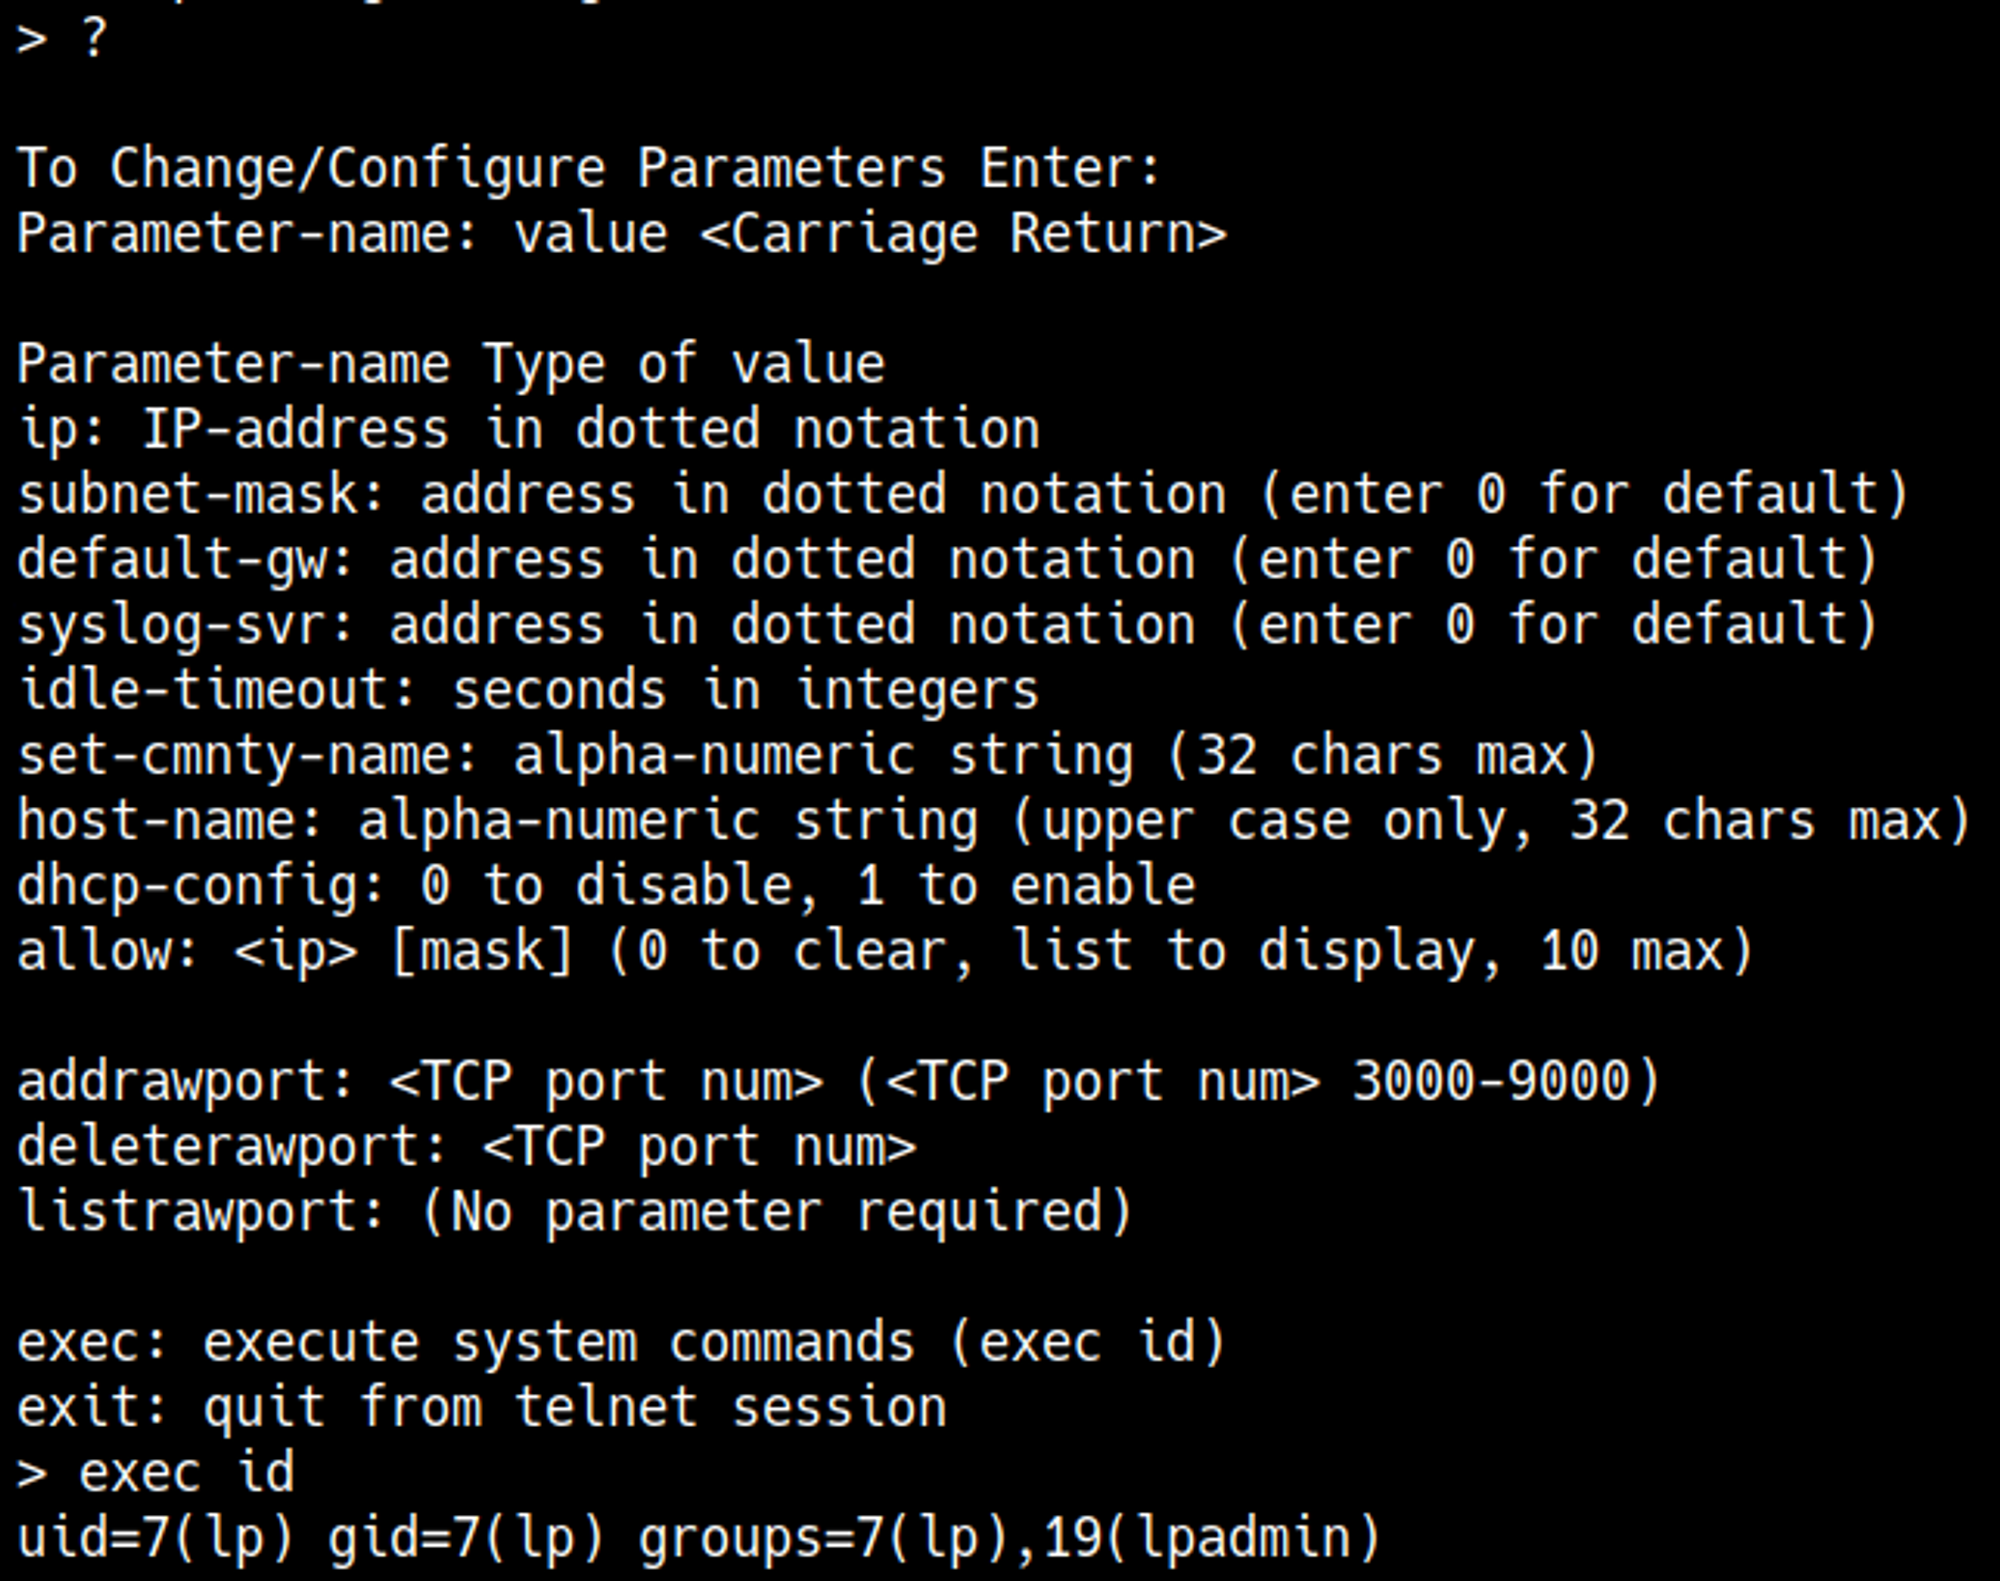 > ?
To Change/Configure Parameters Enter:
Parameter-name: value <Carriage Return>
Parameter-name Type of value
ip: IP-address in dotted notation
subnet-mask: address in dotted notation (enter 0 for default)
default-gw: address in dotted notation (enter 0 for default)
syslog-svr: address in dotted notation (enter 0 for default)
idle-timeout: seconds in integers
set-cmnty-name: alpha-numeric string (32 chars max)
host-name: alpha-numeric string (upper case only, 32 chars max)
dhcp-config: 0 to disable, 1 to enable
allow: <ip> [mask] (0 to clear, list to display, 10 max)
addrawport: <TCP port num> (<TCP port num> 3000-9000)
deleterawport: <TCP port num>
listrawport: (No parameter required)
exec: execute system commands (exec id)
exit: quit from telnet session
> exec id
uid=7(lp) gid=7(lp) groups=7(lp),19(lpadmin)